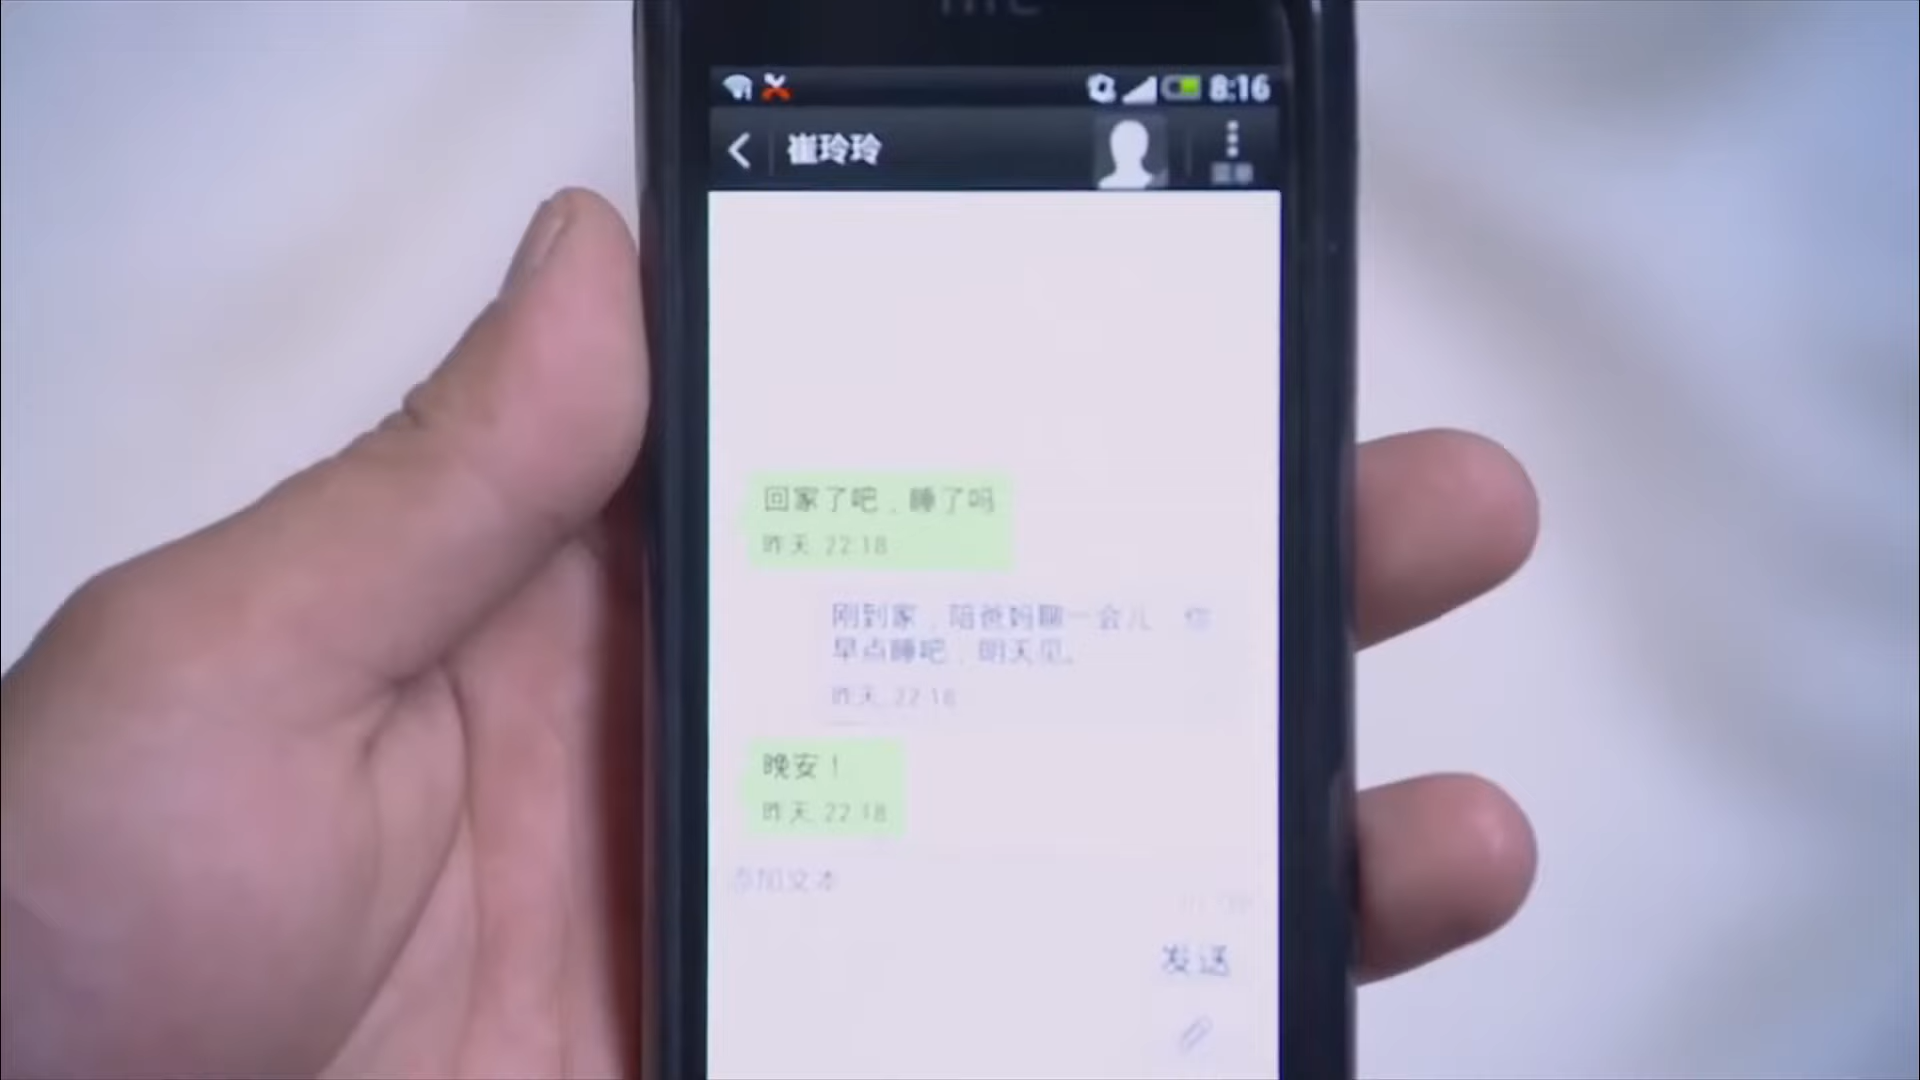 8:16
崔玲玲
菜单
回家了吧，睡了吗
昨天 22:18
刚到家，陪爸妈聊一会儿 你
早点睡吧，明天见。
昨天 22:18
晚安！
昨天 22:18
添加文本
发送